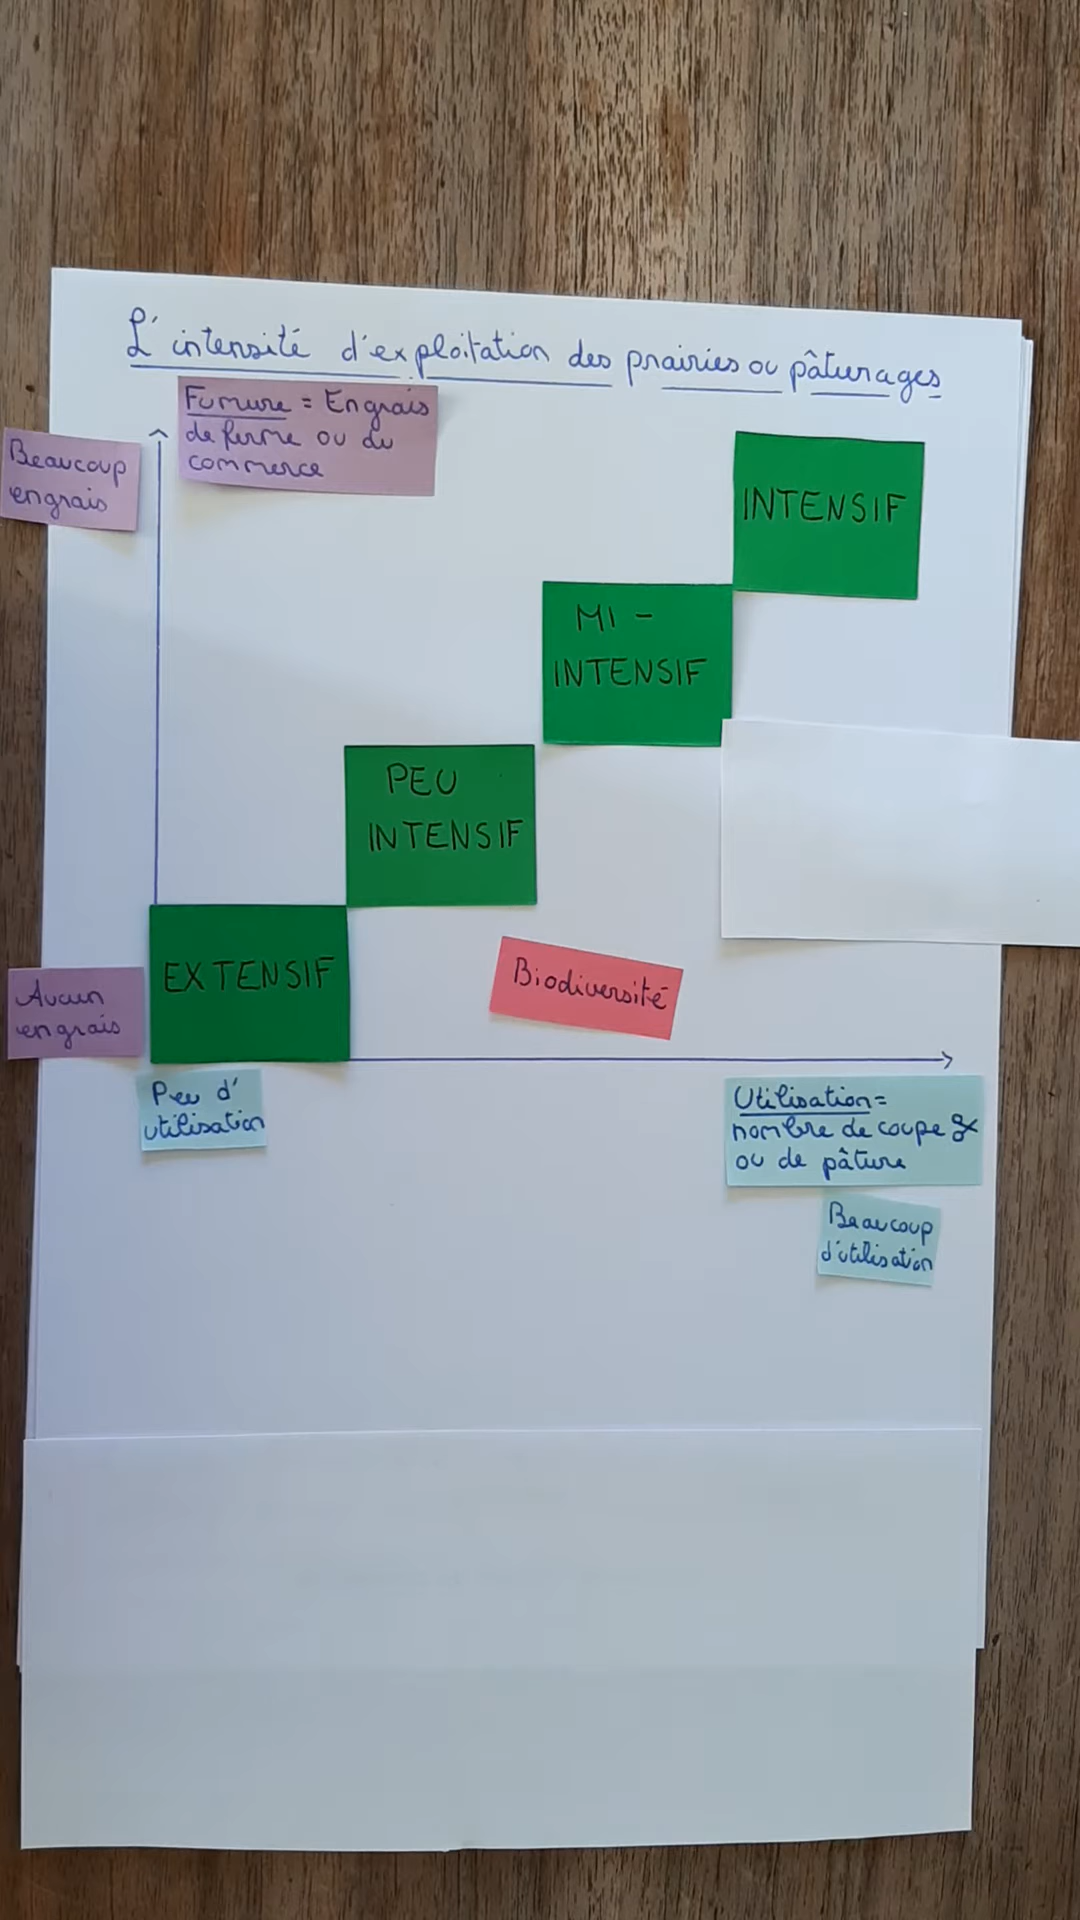 L'intensité d'exploitation des prairies ou pâturages
Fumure = Engrais
de ferme ou du
commerce
Beaucoup
engrais
INTENSIF
MI -
INTENSIF
PEU
INTENSIF
EXTENSIF
Biodiversité
Aucun
engrais
Peu d'
utilisation
Utilisation =
nombre de coupe
ou de pâture
Beaucoup
d'utilisation